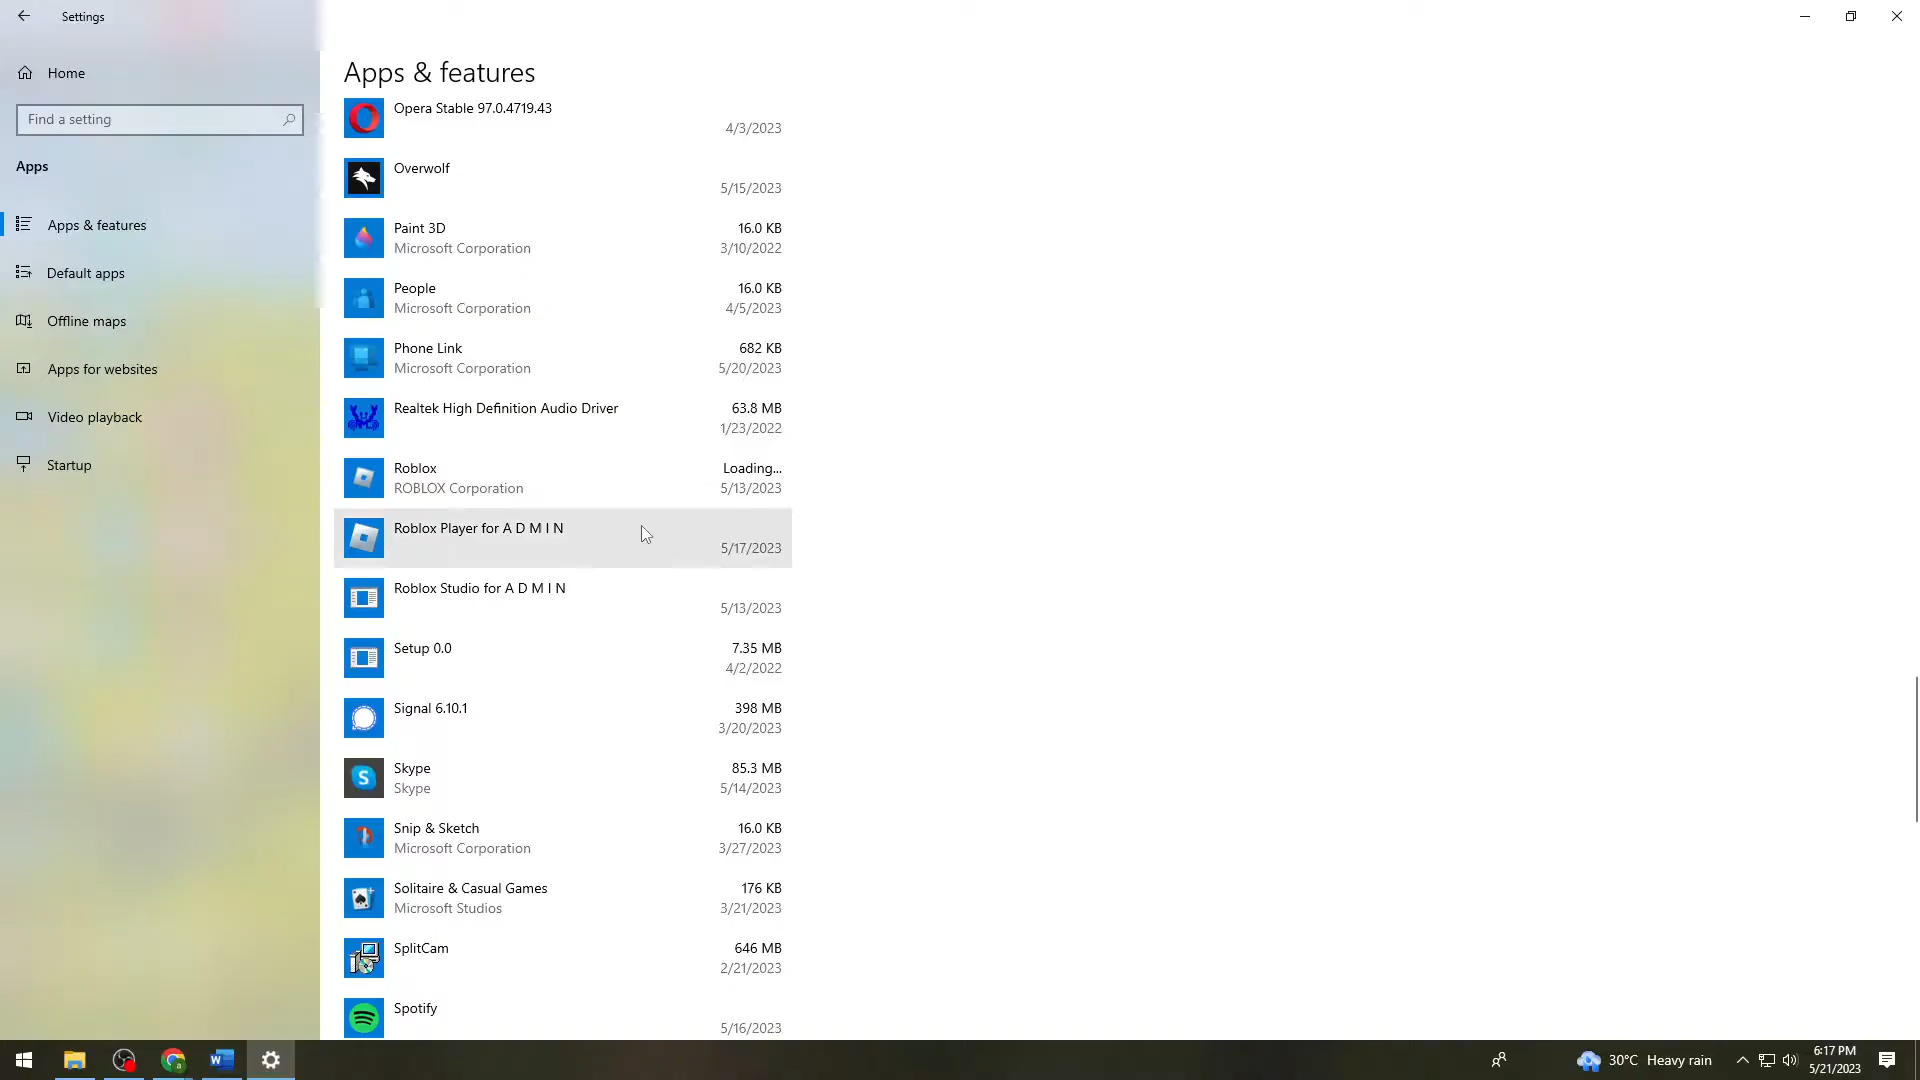 Settings
Home
Find a setting
Apps
Apps & features
Default apps
Offline maps
Apps for websites
Video playback
Startup
Apps & features
Opera Stable 97.0.4719.43
4/3/2023
Overwolf
5/15/2023
Paint 3D 16.0 KB
Microsoft Corporation 3/10/2022
People 16.0 KB
Microsoft Corporation 4/5/2023
Phone Link 682 KB
Microsoft Corporation 5/20/2023
Realtek High Definition Audio Driver 63.8 MB
1/23/2022
Roblox Loading...
ROBLOX Corporation 5/13/2023
Roblox Player for A D M I N
5/17/2023
Roblox Studio for A D M I N
5/13/2023
Setup 0.0 7.35 MB
4/2/2022
Signal 6.10.1 398 MB
3/20/2023
Skype 85.3 MB
Skype 5/14/2023
Snip & Sketch 16.0 KB
Microsoft Corporation 3/27/2023
Solitaire & Casual Games 176 KB
Microsoft Studios 3/21/2023
SplitCam 646 MB
2/21/2023
Spotify
5/16/2023
30°C Heavy rain
6:17 PM
5/21/2023